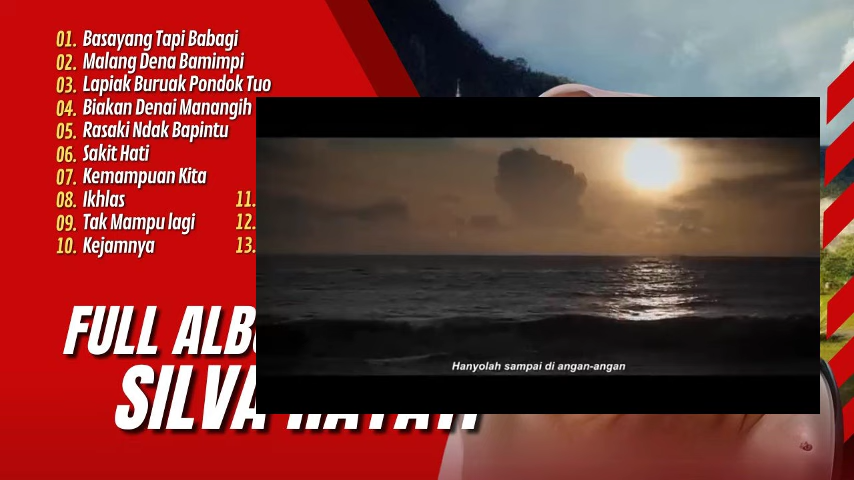 01. Basayang Tapi Babagi
02. Malang Dena Bamimpi
03. Lapiak Buruak Pondok Tuo
04. Biakan Denai Manangih
05. Rasaki Ndak Bapintu
06. Sakit Hati
07. Kemampuan Kita
08. Ikhlas 11.
09. Tak Mampu lagi 12.
10. Kejamnya 13.
FULL
SILVA
Hanyolah sampai di angan-angan